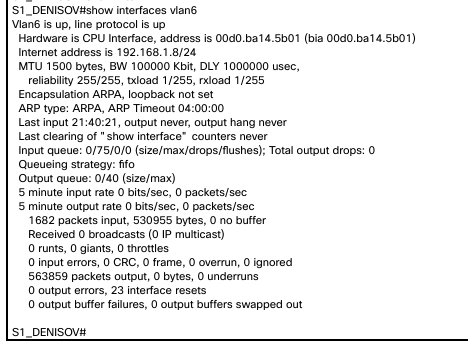 S1_DENISOV#show interfaces vlan6
Vlan6 is up, line protocol is up
Hardware is CPU Interface, address is 00d0.ba14.5b01 (bia 00d0.ba14.5b01)
Internet address is 192.168.1.8/24
MTU 1500 bytes, BW 100000 Kbit, DLY 1000000 usec,
reliability 255/255, txload 1/255, rxload 1/255
Encapsulation ARPA, loopback not set
ARP type: ARPA, ARP Timeout 04:00:00
Last input 21:40:21, output never, output hang never
Last clearing of "show interface" counters never
Input queue: 0/75/0/0 (size/max/drops/flushes); Total output drops: 0
Queueing strategy: fifo
Output queue: 0/40 (size/max)
5 minute input rate 0 bits/sec, 0 packets/sec
5 minute output rate 0 bits/sec, 0 packets/sec
1682 packets input, 530955 bytes, 0 no buffer
Received 0 broadcasts (0 IP multicast)
0 runts, 0 giants, 0 throttles
0 input errors, 0 CRC, 0 frame, 0 overrun, 0 ignored
563859 packets output, 0 bytes, 0 underruns
0 output errors, 23 interface resets
0 output buffer failures, 0 output buffers swapped out
S1_DENISOV#